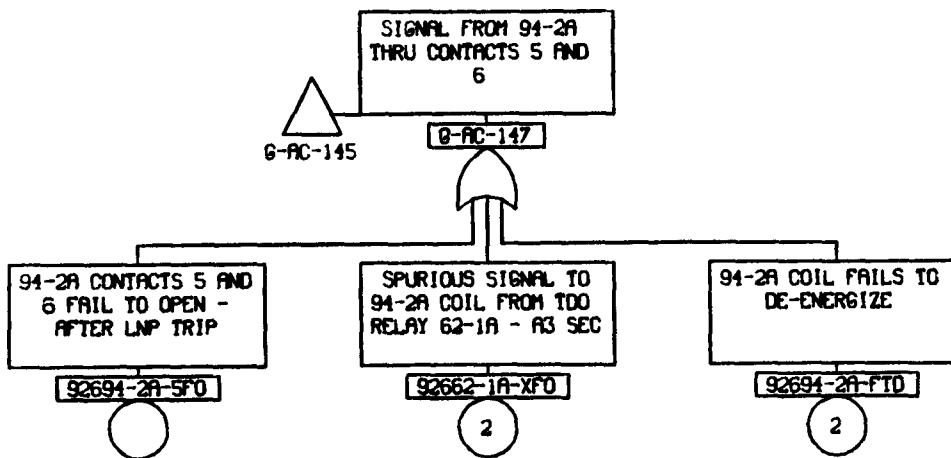 SIGNAL FROM 94-2A
THRU CONTACTS 5 AND
6
G-AC-145
G-AC-147
94-2A CONTACTS 5 AND
6 FAIL TO OPEN -
AFTER LNP TRIP
92694-2A-5FO
SPURIOUS SIGNAL TO
94-2A COIL FROM TDO
RELAY 62-1A - A3 SEC
92662-1A-XFO
2
94-2A COIL FAILS TO
DE-ENERGIZE
92694-2A-FTD
2